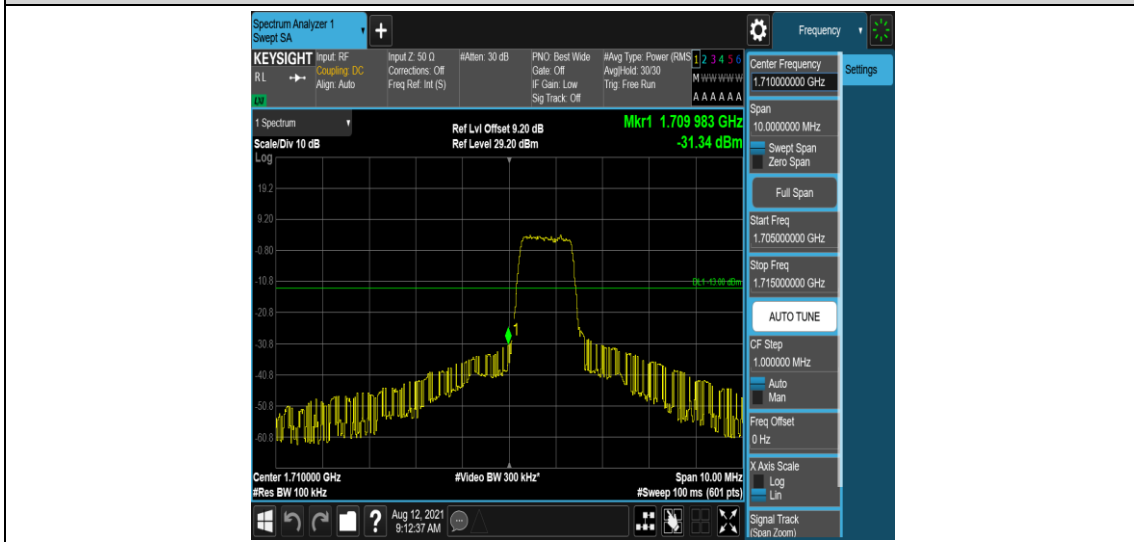 Spectrum Analyzer 1
Swept SA
+
Frequency
KEYSIGHT
RL
LXI
Input: RF
Coupling: DC
Align: Auto
Input Z: 50 Ω
Corrections: Off
Freq Ref: Int (S)
#Atten: 30 dB
PNO: Best Wide
Gate: Off
IF Gain: Low
Sig Track: Off
#Avg Type: Power (RMS
Avg|Hold: 30/30
Trig: Free Run
1 2 3 4 5 6
M W W W W W
A A A A A A
1 Spectrum
Scale/Div 10 dB
Log
Ref Lvl Offset 9.20 dB
Ref Level 29.20 dBm
Mkr1 1.709 983 GHz
-31.34 dBm
19.2
9.20
-0.80
-10.8
-20.8
-30.8
-40.8
-50.8
-60.8
DL1 -13.00 dBm
1
Center 1.710000 GHz
#Res BW 100 kHz
#Video BW 300 kHz*
Span 10.00 MHz
#Sweep 100 ms (601 pts)
Center Frequency
1.710000000 GHz
Settings
Span
10.0000000 MHz
Swept Span
Zero Span
Full Span
Start Freq
1.705000000 GHz
Stop Freq
1.715000000 GHz
AUTO TUNE
CF Step
1.000000 MHz
Auto
Man
Freq Offset
0 Hz
X Axis Scale
Log
Lin
Signal Track
(Span Zoom)
?
Aug 12, 2021
9:12:37 AM